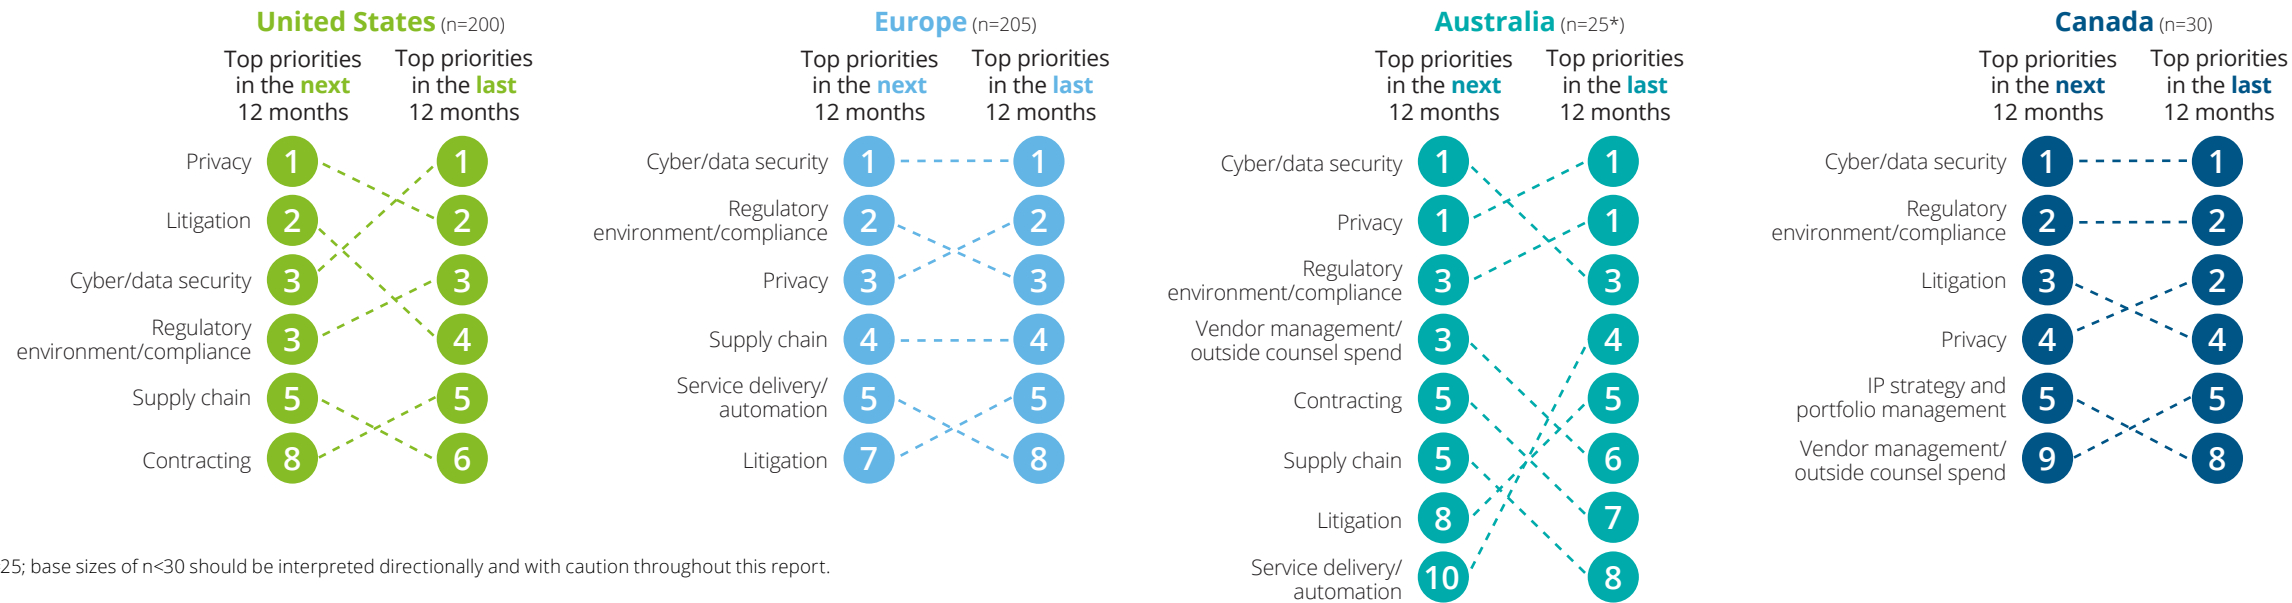 United States (n=200)
Top priorities
in the next
12 months
Top priorities
in the last
12 months
Privacy 1 1
Litigation 2 2
Cyber/data security 3 3
Regulatory
environment/compliance 3 4
Supply chain 5 5
Contracting 8 6
Europe (n=205)
Top priorities
in the next
12 months
Top priorities
in the last
12 months
Cyber/data security 1 1
Regulatory
environment/compliance 2 2
Privacy 3 3
Supply chain 4 4
Service delivery/
automation 5 5
Litigation 7 8
Australia (n=25*)
Top priorities
in the next
12 months
Top priorities
in the last
12 months
Cyber/data security 1 1
Privacy 1 1
Regulatory
environment/compliance 3 3
Vendor management/
outside counsel spend 3 4
Contracting 5 5
Supply chain 5 6
Litigation 8 7
Service delivery/
automation 10 8
Canada (n=30)
Top priorities
in the next
12 months
Top priorities
in the last
12 months
Cyber/data security 1 1
Regulatory
environment/compliance 2 2
Litigation 3 2
Privacy 4 4
IP strategy and
portfolio management 5 5
Vendor management/
outside counsel spend 9 8
25; base sizes of n<30 should be interpreted directionally and with caution throughout this report.